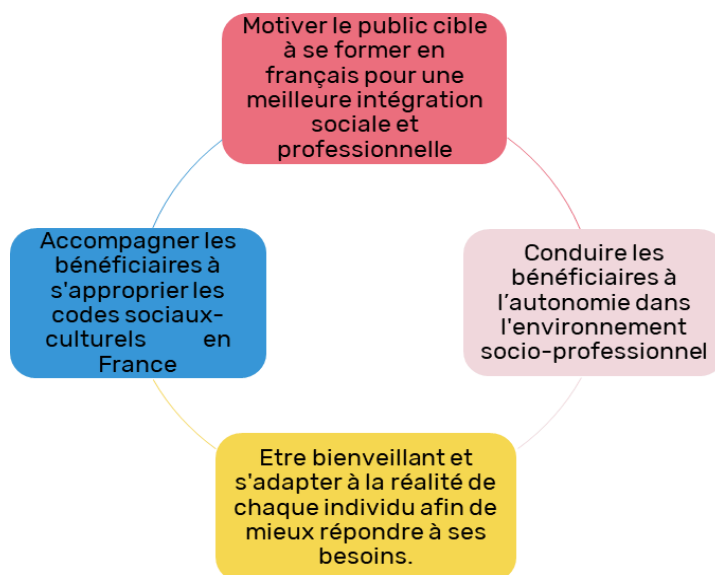 Motiver le public cible
à se former en
français pour une
meilleure intégration
sociale et
professionnelle
Accompagner les
bénéficiaires à
s'approprier les
codes sociaux-
culturels en
France
Conduire les
bénéficiaires à
l’autonomie dans
l'environnement
socio-professionnel
Etre bienveillant et
s'adapter à la réalité de
chaque individu afin de
mieux répondre à ses
besoins.